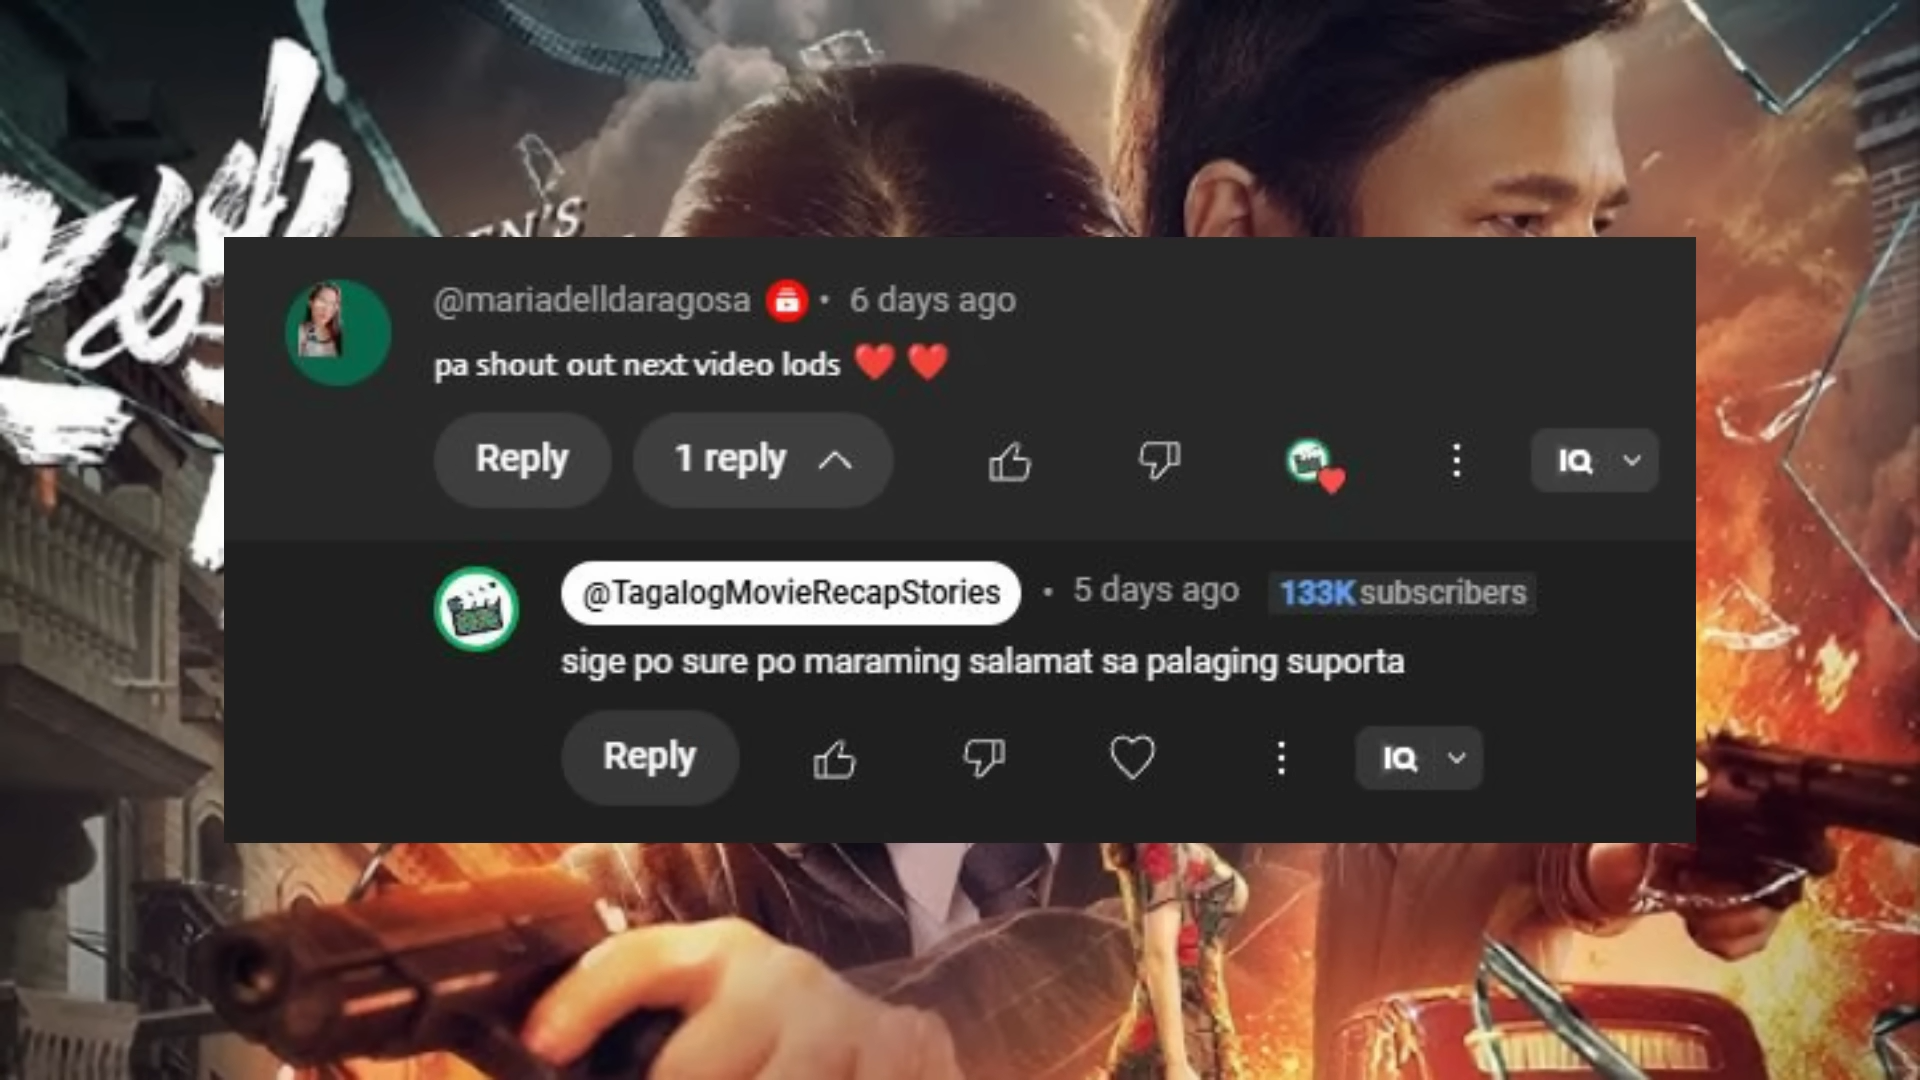 EN'S
@mariadelldaragosa • 6 days ago
pa shout out next video lods ❤️ ❤️
Reply 1 reply IQ
@TagalogMovieRecapStories • 5 days ago 133K subscribers
sige po sure po maraming salamat sa palaging suporta
Reply IQ